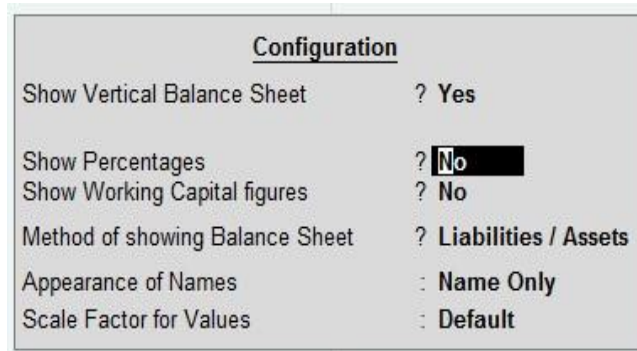 Configuration
Show Vertical Balance Sheet ? Yes
Show Percentages ? No
Show Working Capital figures ? No
Method of showing Balance Sheet ? Liabilities / Assets
Appearance of Names : Name Only
Scale Factor for Values : Default